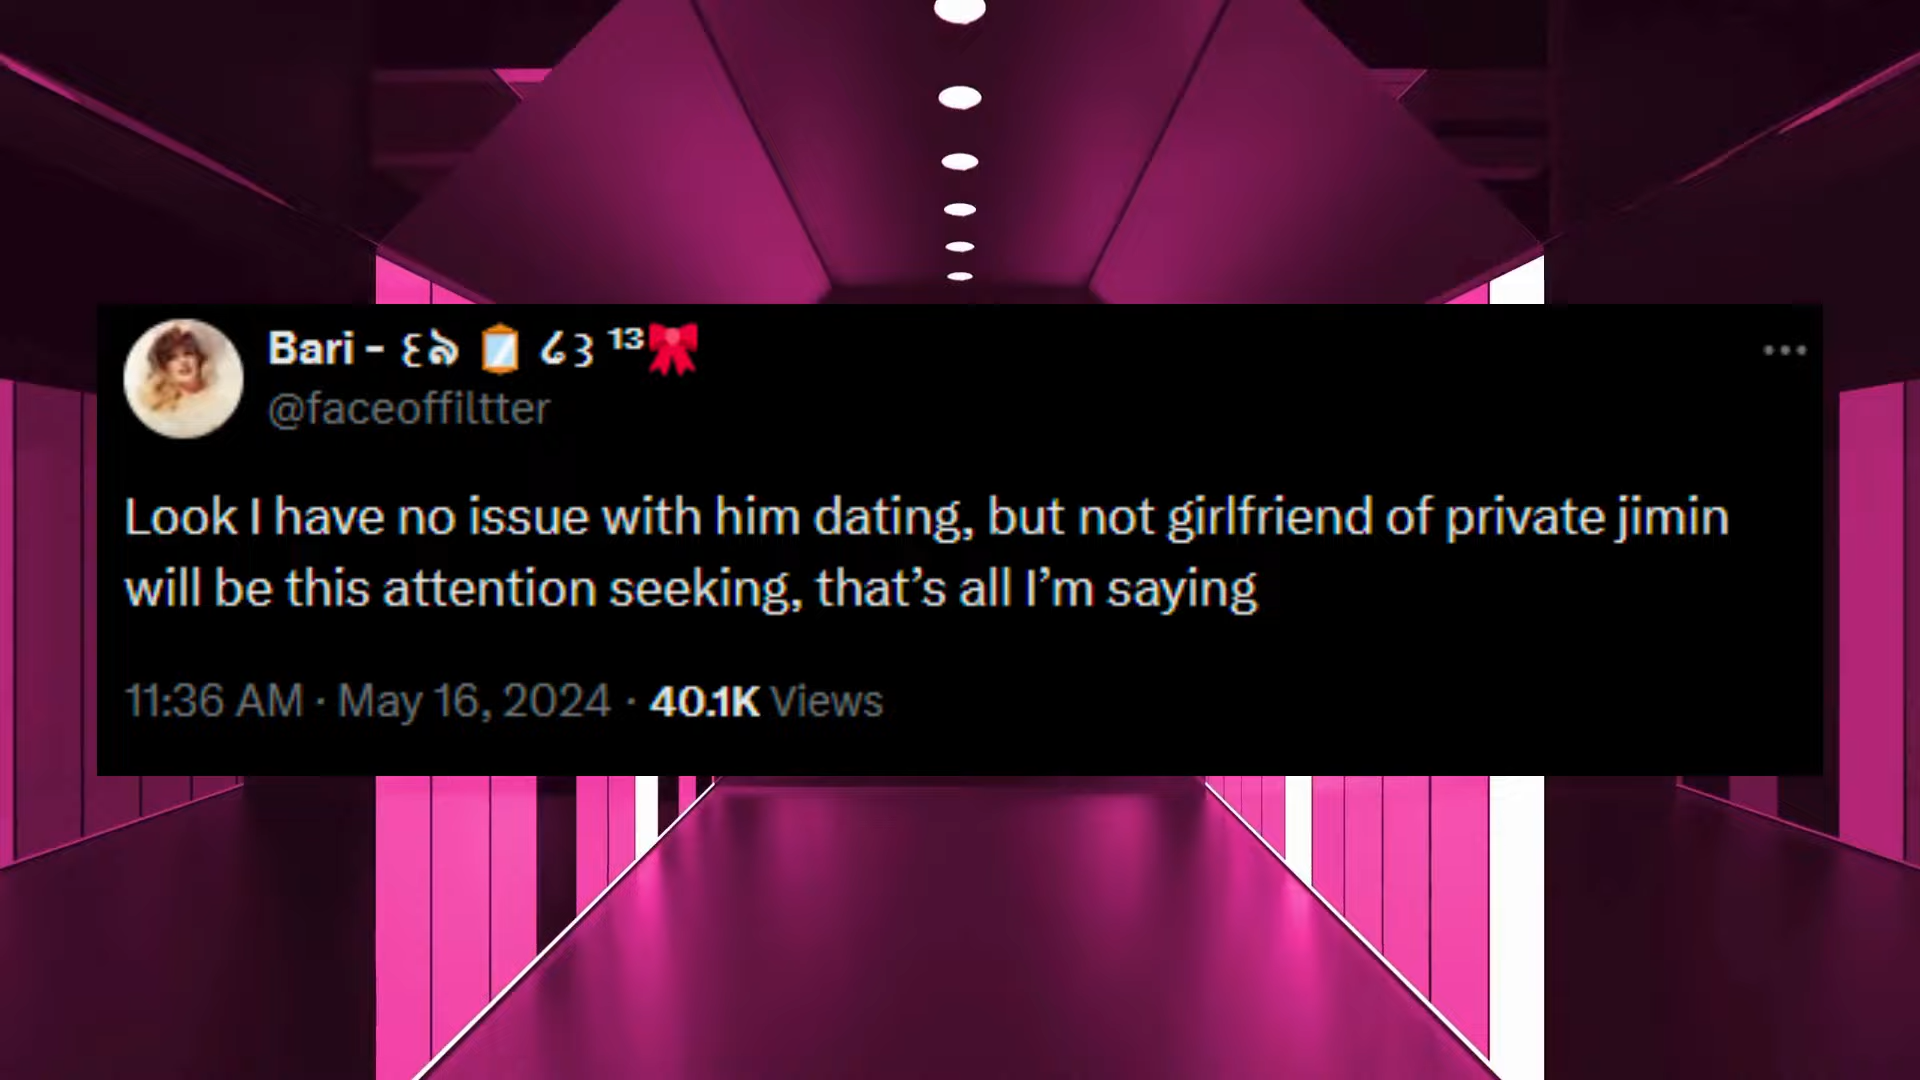 Bari - ꒰ঌ 🪞 ໒꒱ ¹³🎀
@faceoffiltter
Look I have no issue with him dating, but not girlfriend of private jimin
will be this attention seeking, that’s all I’m saying
11:36 AM · May 16, 2024 · 40.1K Views